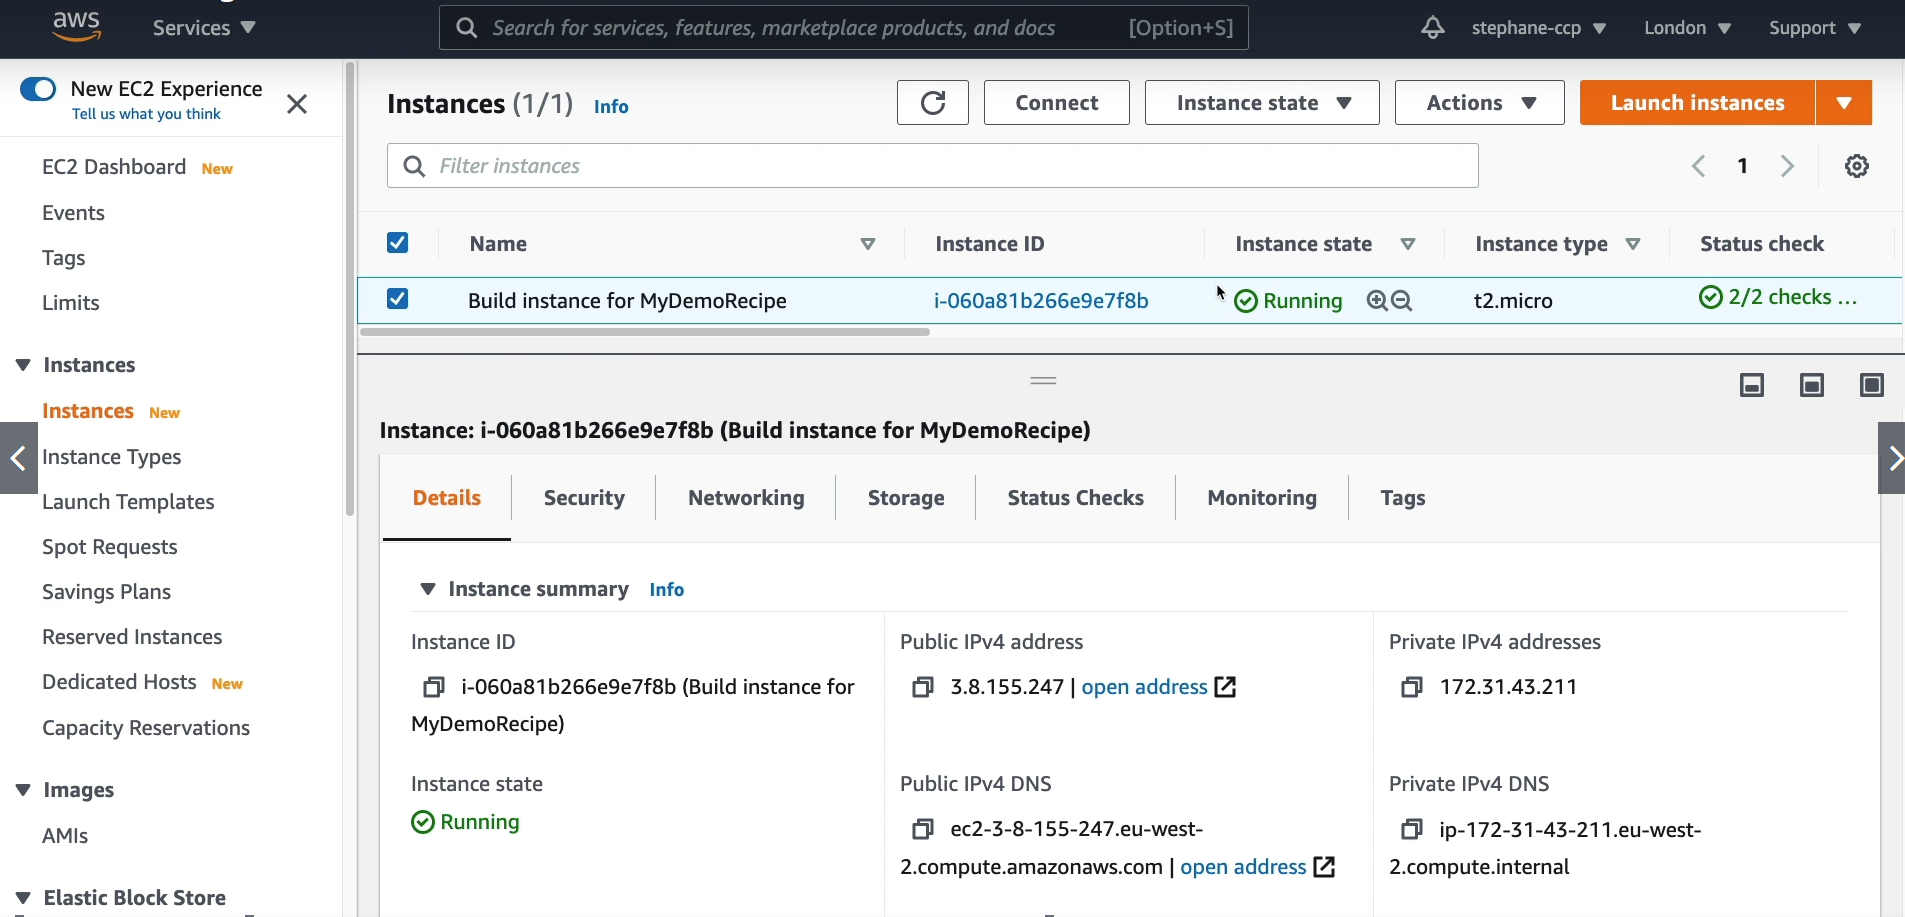 aws
Services
Search for services, features, marketplace products, and docs [Option+S]
stephane-ccp
London
Support
New EC2 Experience
Tell us what you think
EC2 Dashboard New
Events
Tags
Limits
Instances
Instances New
Instance Types
Launch Templates
Spot Requests
Savings Plans
Reserved Instances
Dedicated Hosts New
Capacity Reservations
Images
AMIs
Elastic Block Store
Instances (1/1) Info
Connect
Instance state
Actions
Launch instances
Filter instances
1
Name Instance ID Instance state Instance type Status check
Build instance for MyDemoRecipe i-060a81b266e9e7f8b Running t2.micro 2/2 checks ...
Instance: i-060a81b266e9e7f8b (Build instance for MyDemoRecipe)
Details Security Networking Storage Status Checks Monitoring Tags
Instance summary Info
Instance ID
i-060a81b266e9e7f8b (Build instance for
MyDemoRecipe)
Public IPv4 address
3.8.155.247 | open address
Private IPv4 addresses
172.31.43.211
Instance state
Running
Public IPv4 DNS
ec2-3-8-155-247.eu-west-
2.compute.amazonaws.com | open address
Private IPv4 DNS
ip-172-31-43-211.eu-west-
2.compute.internal